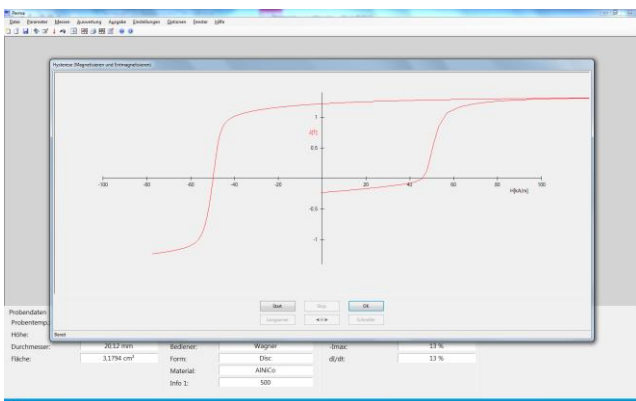 Perma
Datei Parameter Messen Auswertung Ausgabe Einstellungen Optionen Fenster Hilfe
Hysterese (Magnetisieren und Entmagnetisieren)
1
J[T]
0.5
-100 -80 -60 -40 -20 20 40 60 80 100
H[kA/m]
-0.5
-1
Start Stop OK
<<>>
Bereit
Probendaten
Probentemp.
Höhe:
Durchmesser: 20,12 mm Bediener: Wagner -Imax: 13 %
Fläche: 3,1794 cm² Form: Disc dI/dt: 13 %
Material: AlNiCo
Info 1: 500